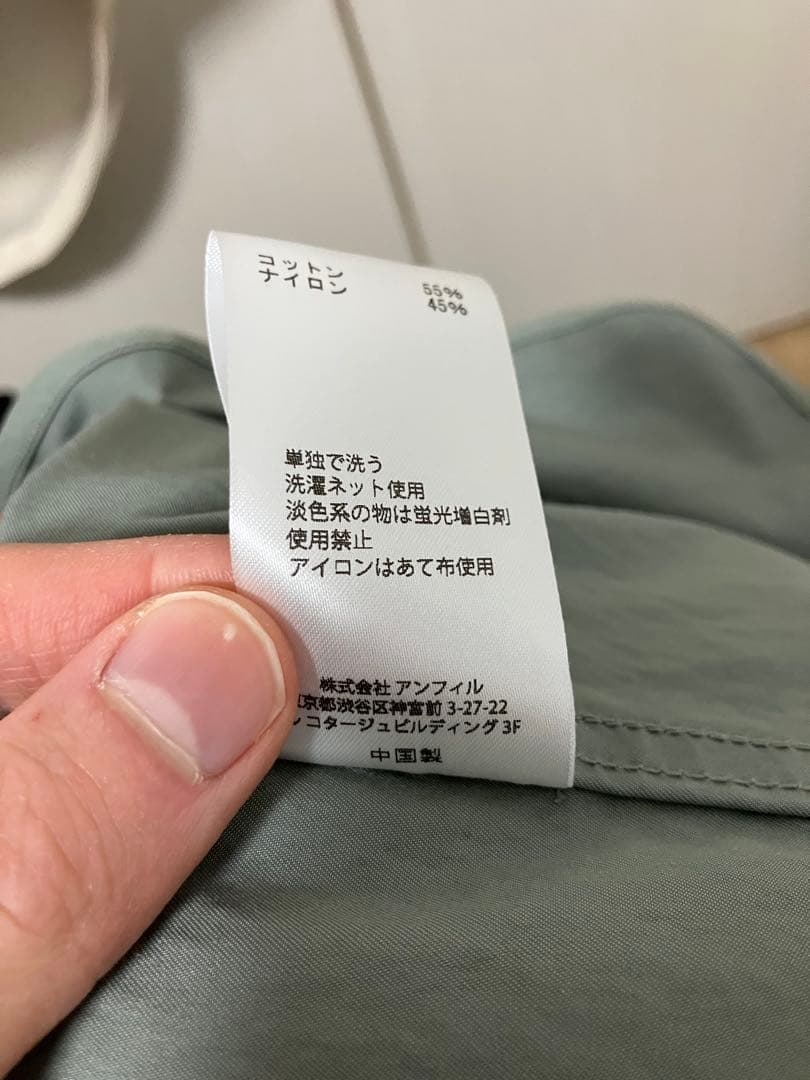 コットン 55%
ナイロン 45%
単独で洗う
洗濯ネット使用
淡色系の物は蛍光増白剤
使用禁止
アイロンはあて布使用
株式会社 アンフィル
京都渋谷区神宮前 3-27-22
コタージュビルディング 3F
中国製